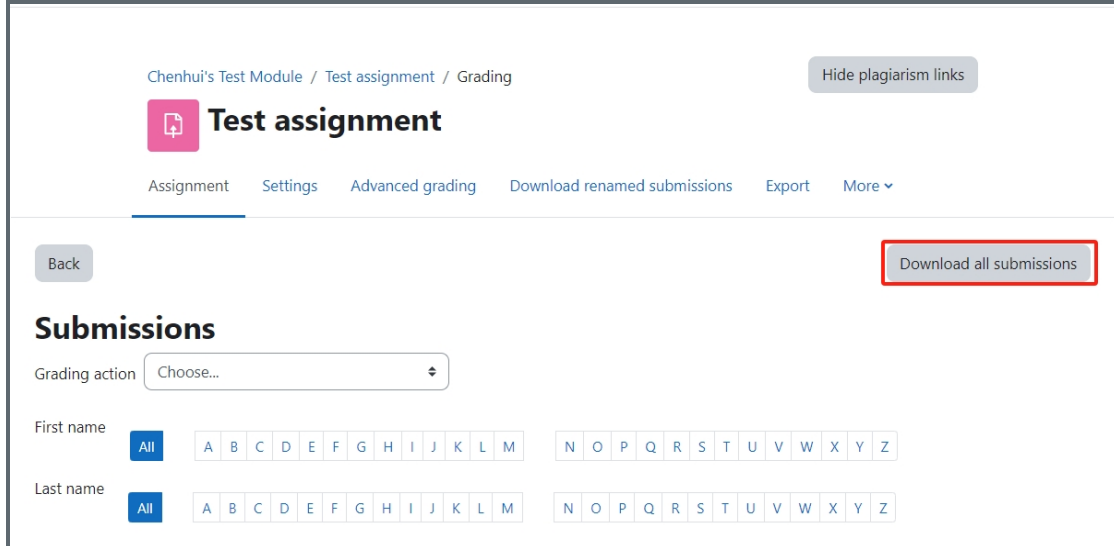 Chenhui's Test Module / Test assignment / Grading
Hide plagiarism links
Test assignment
Assignment Settings Advanced grading Download renamed submissions Export More
Back
Download all submissions
Submissions
Grading action Choose...
First name
All A B C D E F G H I J K L M N O P Q R S T U V W X Y Z
Last name
All A B C D E F G H I J K L M N O P Q R S T U V W X Y Z